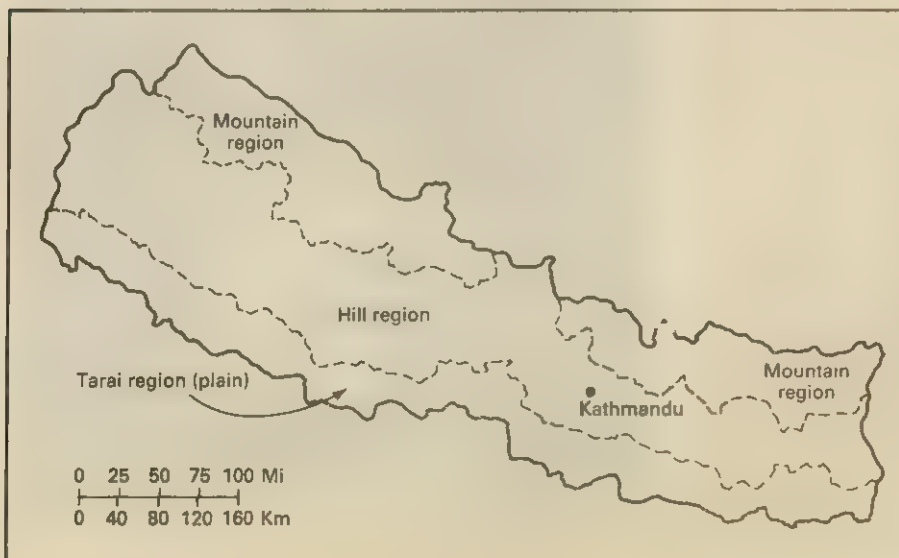 Mountain
region
Hill region
Tarai region (plain)
Mountain
region
Kathmandu
0 25 50 75 100 Mi
0 40 80 120 160 Km